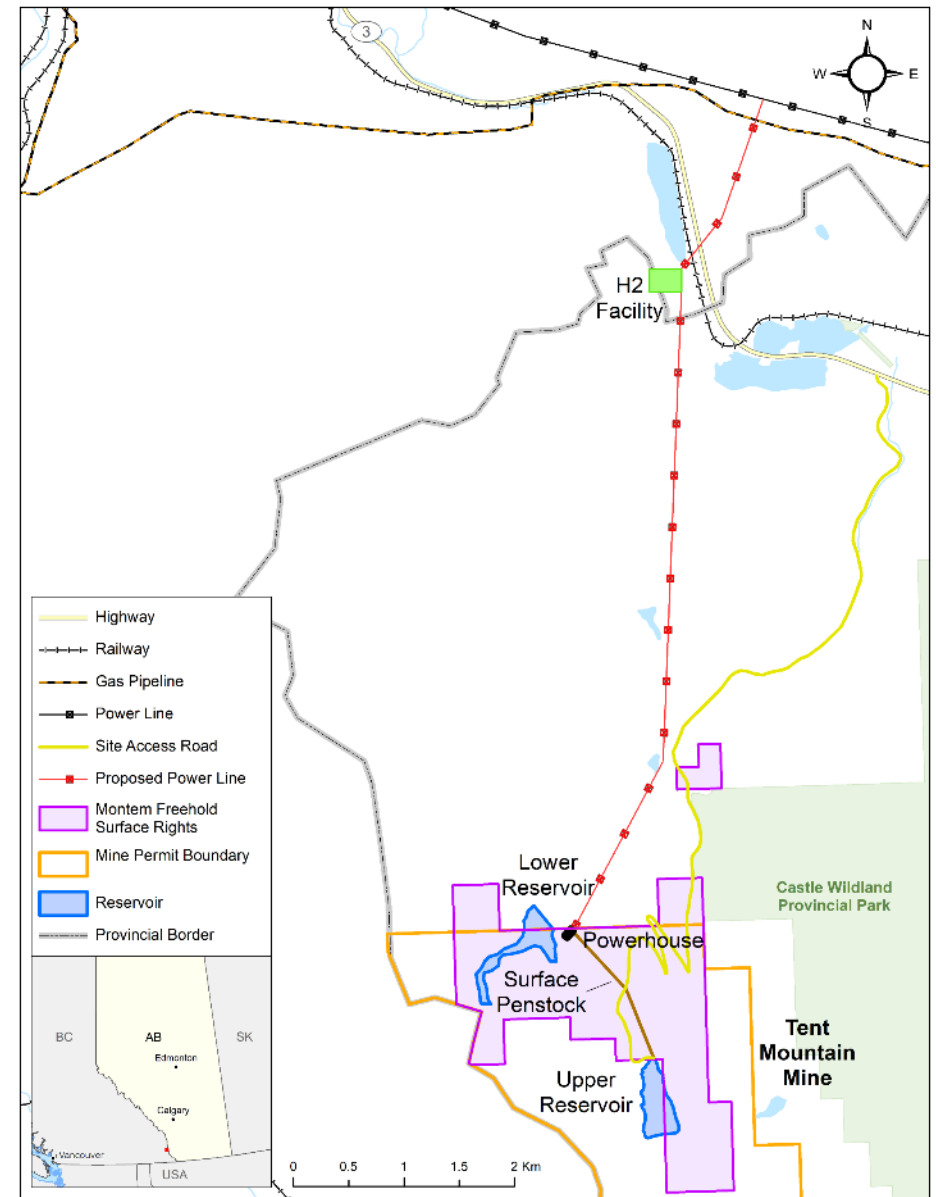 3
N
W
E
S
H2
Facility
Highway
Railway
Gas Pipeline
Power Line
Site Access Road
Proposed Power Line
Montem Freehold
Surface Rights
Mine Permit Boundary
Reservoir
Provincial Border
Lower
Reservoir
Castle Wildland
Provincial Park
Powerhouse
Surface
Penstock
Tent
Mountain
Mine
Upper
Reservoir
BC
AB
SK
Edmonton
Calgary
Vancouver
USA
0 0.5 1 1.5 2 Km